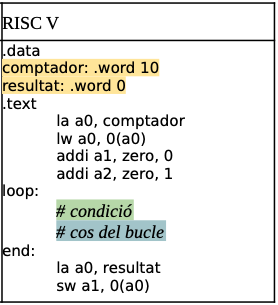 RISC V
.data
comptador: .word 10
resultat: .word 0
.text
la a0, comptador
lw a0, 0(a0)
addi a1, zero, 0
addi a2, zero, 1
loop:
# condició
# cos del bucle
end:
la a0, resultat
sw a1, 0(a0)